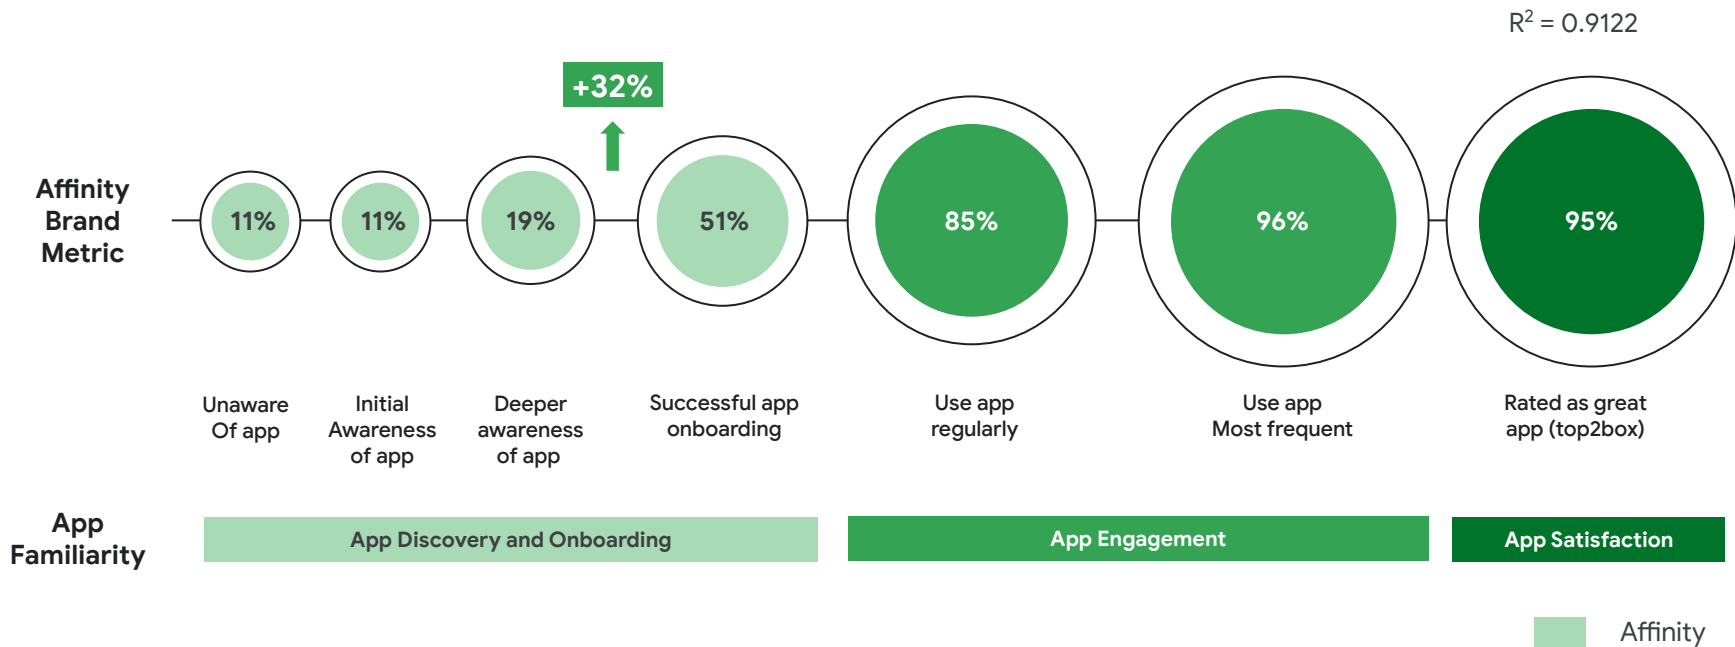 R² = 0.9122
+32%
Affinity
Brand
Metric
11%
11%
19%
51%
85%
96%
95%
Unaware
Of app
Initial
Awareness
of app
Deeper
awareness
of app
Successful app
onboarding
Use app
regularly
Use app
Most frequent
Rated as great
app (top2box)
App
Familiarity
App Discovery and Onboarding
App Engagement
App Satisfaction
Affinity